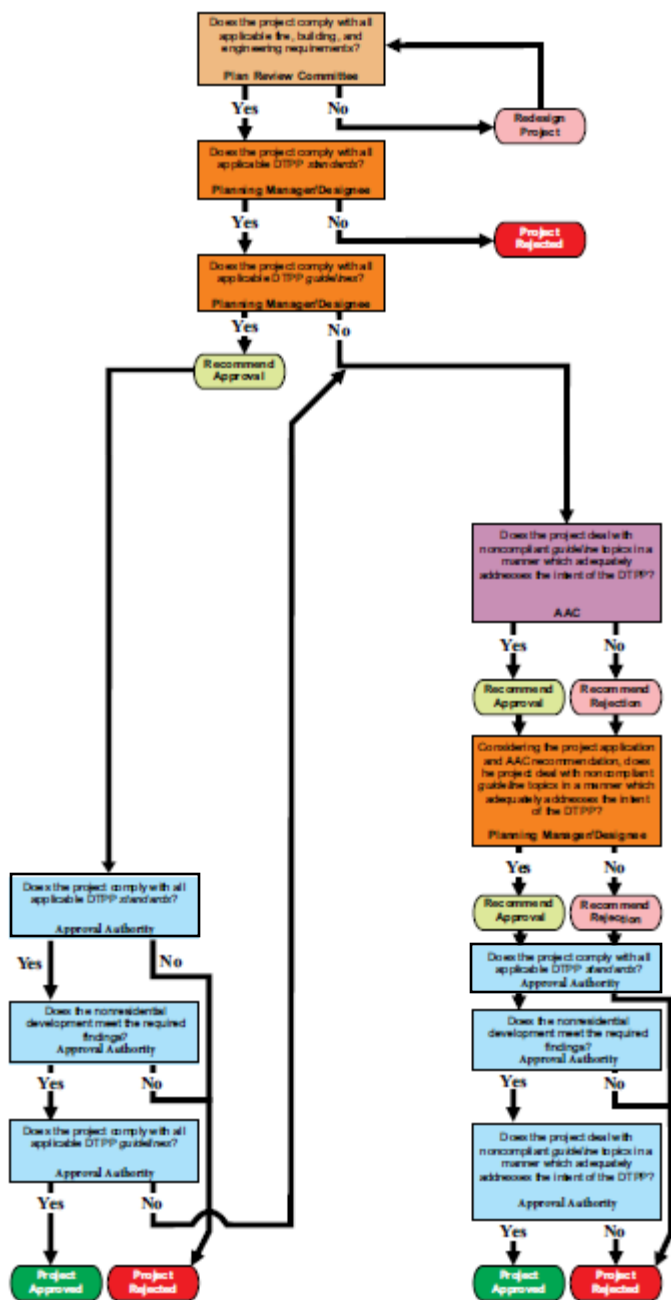 Does the project comply with all
applicable fire, building, and
engineering requirements?
Plan Review Committee
Yes
No
Redesign
Project
Does the project comply with all
applicable DTPP standards?
Planning Manager/Designee
Yes
No
Project
Rejected
Does the project comply with all
applicable DTPP guidelines?
Planning Manager/Designee
Yes
No
Recommend
Approval
Does the project deal with
noncompliant guideline topics in a
manner which adequately
addresses the intent of the DTPP?
AAC
Yes
No
Recommend
Approval
Recommend
Rejection
Considering the project application
and AAC recommendation, does
he project deal with noncompliant
guideline topics in a manner which
adequately addresses the intent
of the DTPP?
Planning Manager/Designee
Yes
No
Recommend
Approval
Recommend
Rejection
Does the project comply with all
applicable DTPP standards?
Approval Authority
Yes
No
Does the nonresidential
development meet the required
findings?
Approval Authority
Yes
No
Does the project comply with all
applicable DTPP guidelines?
Approval Authority
Yes
No
Project
Approved
Project
Rejected
Does the project comply with all
applicable DTPP standards?
Approval Authority
Does the nonresidential
development meet the required
findings?
Approval Authority
Yes
No
Does the project deal with
noncompliant guideline topics in a
manner which adequately
addresses the intent of the DTPP?
Approval Authority
Yes
No
Project
Approved
Project
Rejected